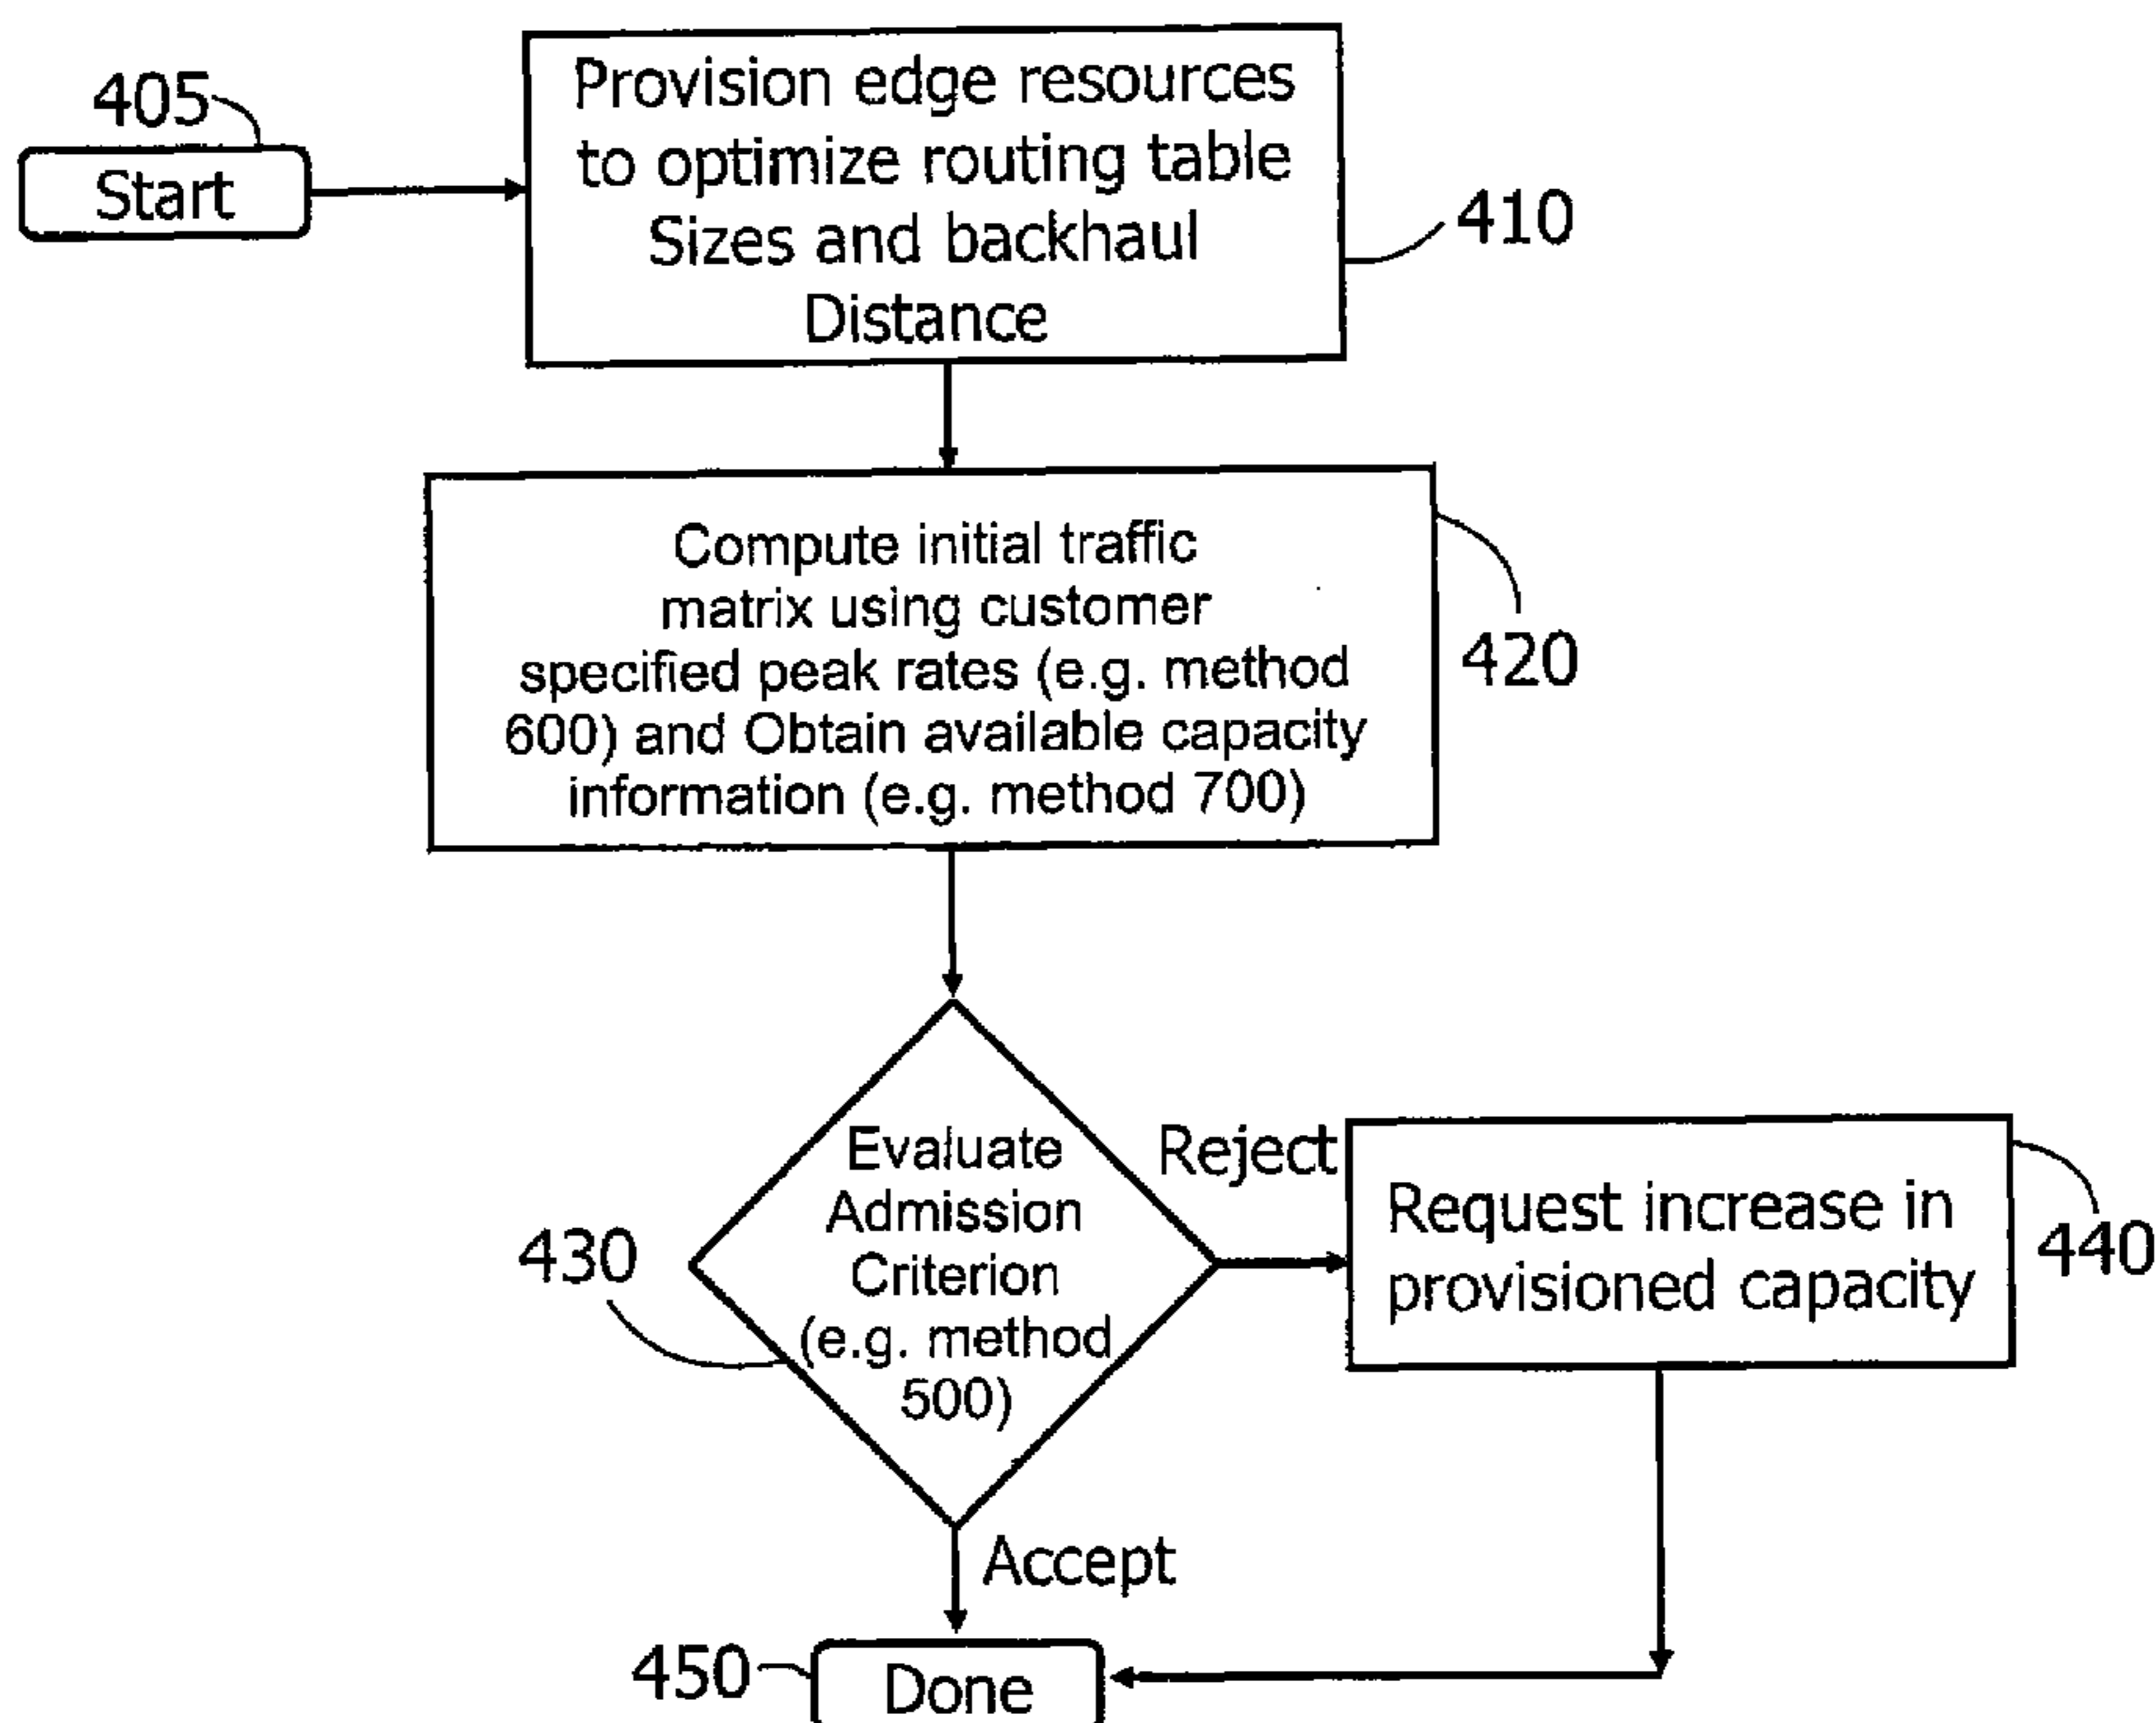 405
Start
Provision edge resources
to optimize routing table
Sizes and backhaul
Distance
410
Compute initial traffic
matrix using customer
specified peak rates (e.g. method
600) and Obtain available capacity
information (e.g. method 700)
420
Evaluate
Admission
Criterion
(e.g. method
500)
430
Reject
Request increase in
provisioned capacity
440
Accept
450
Done